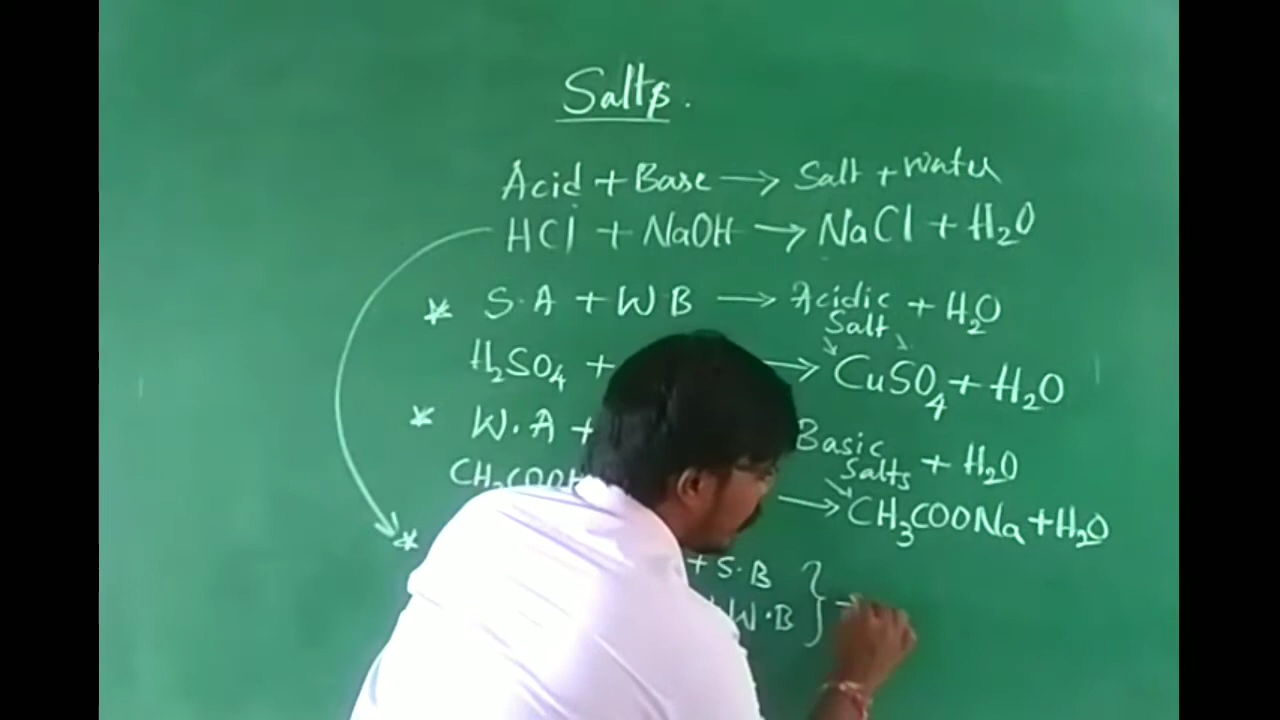 Salts.
Acid + Base → Salt + Water
HCl + NaOH → NaCl + H₂O
* S.A + W B → Acidic Salt + H₂O
H₂SO₄ + → CuSO₄ + H₂O
* W.A + Basic Salts + H₂O
CH₃COOH → CH₃COONa + H₂O
* + S.B
+ W.B } →